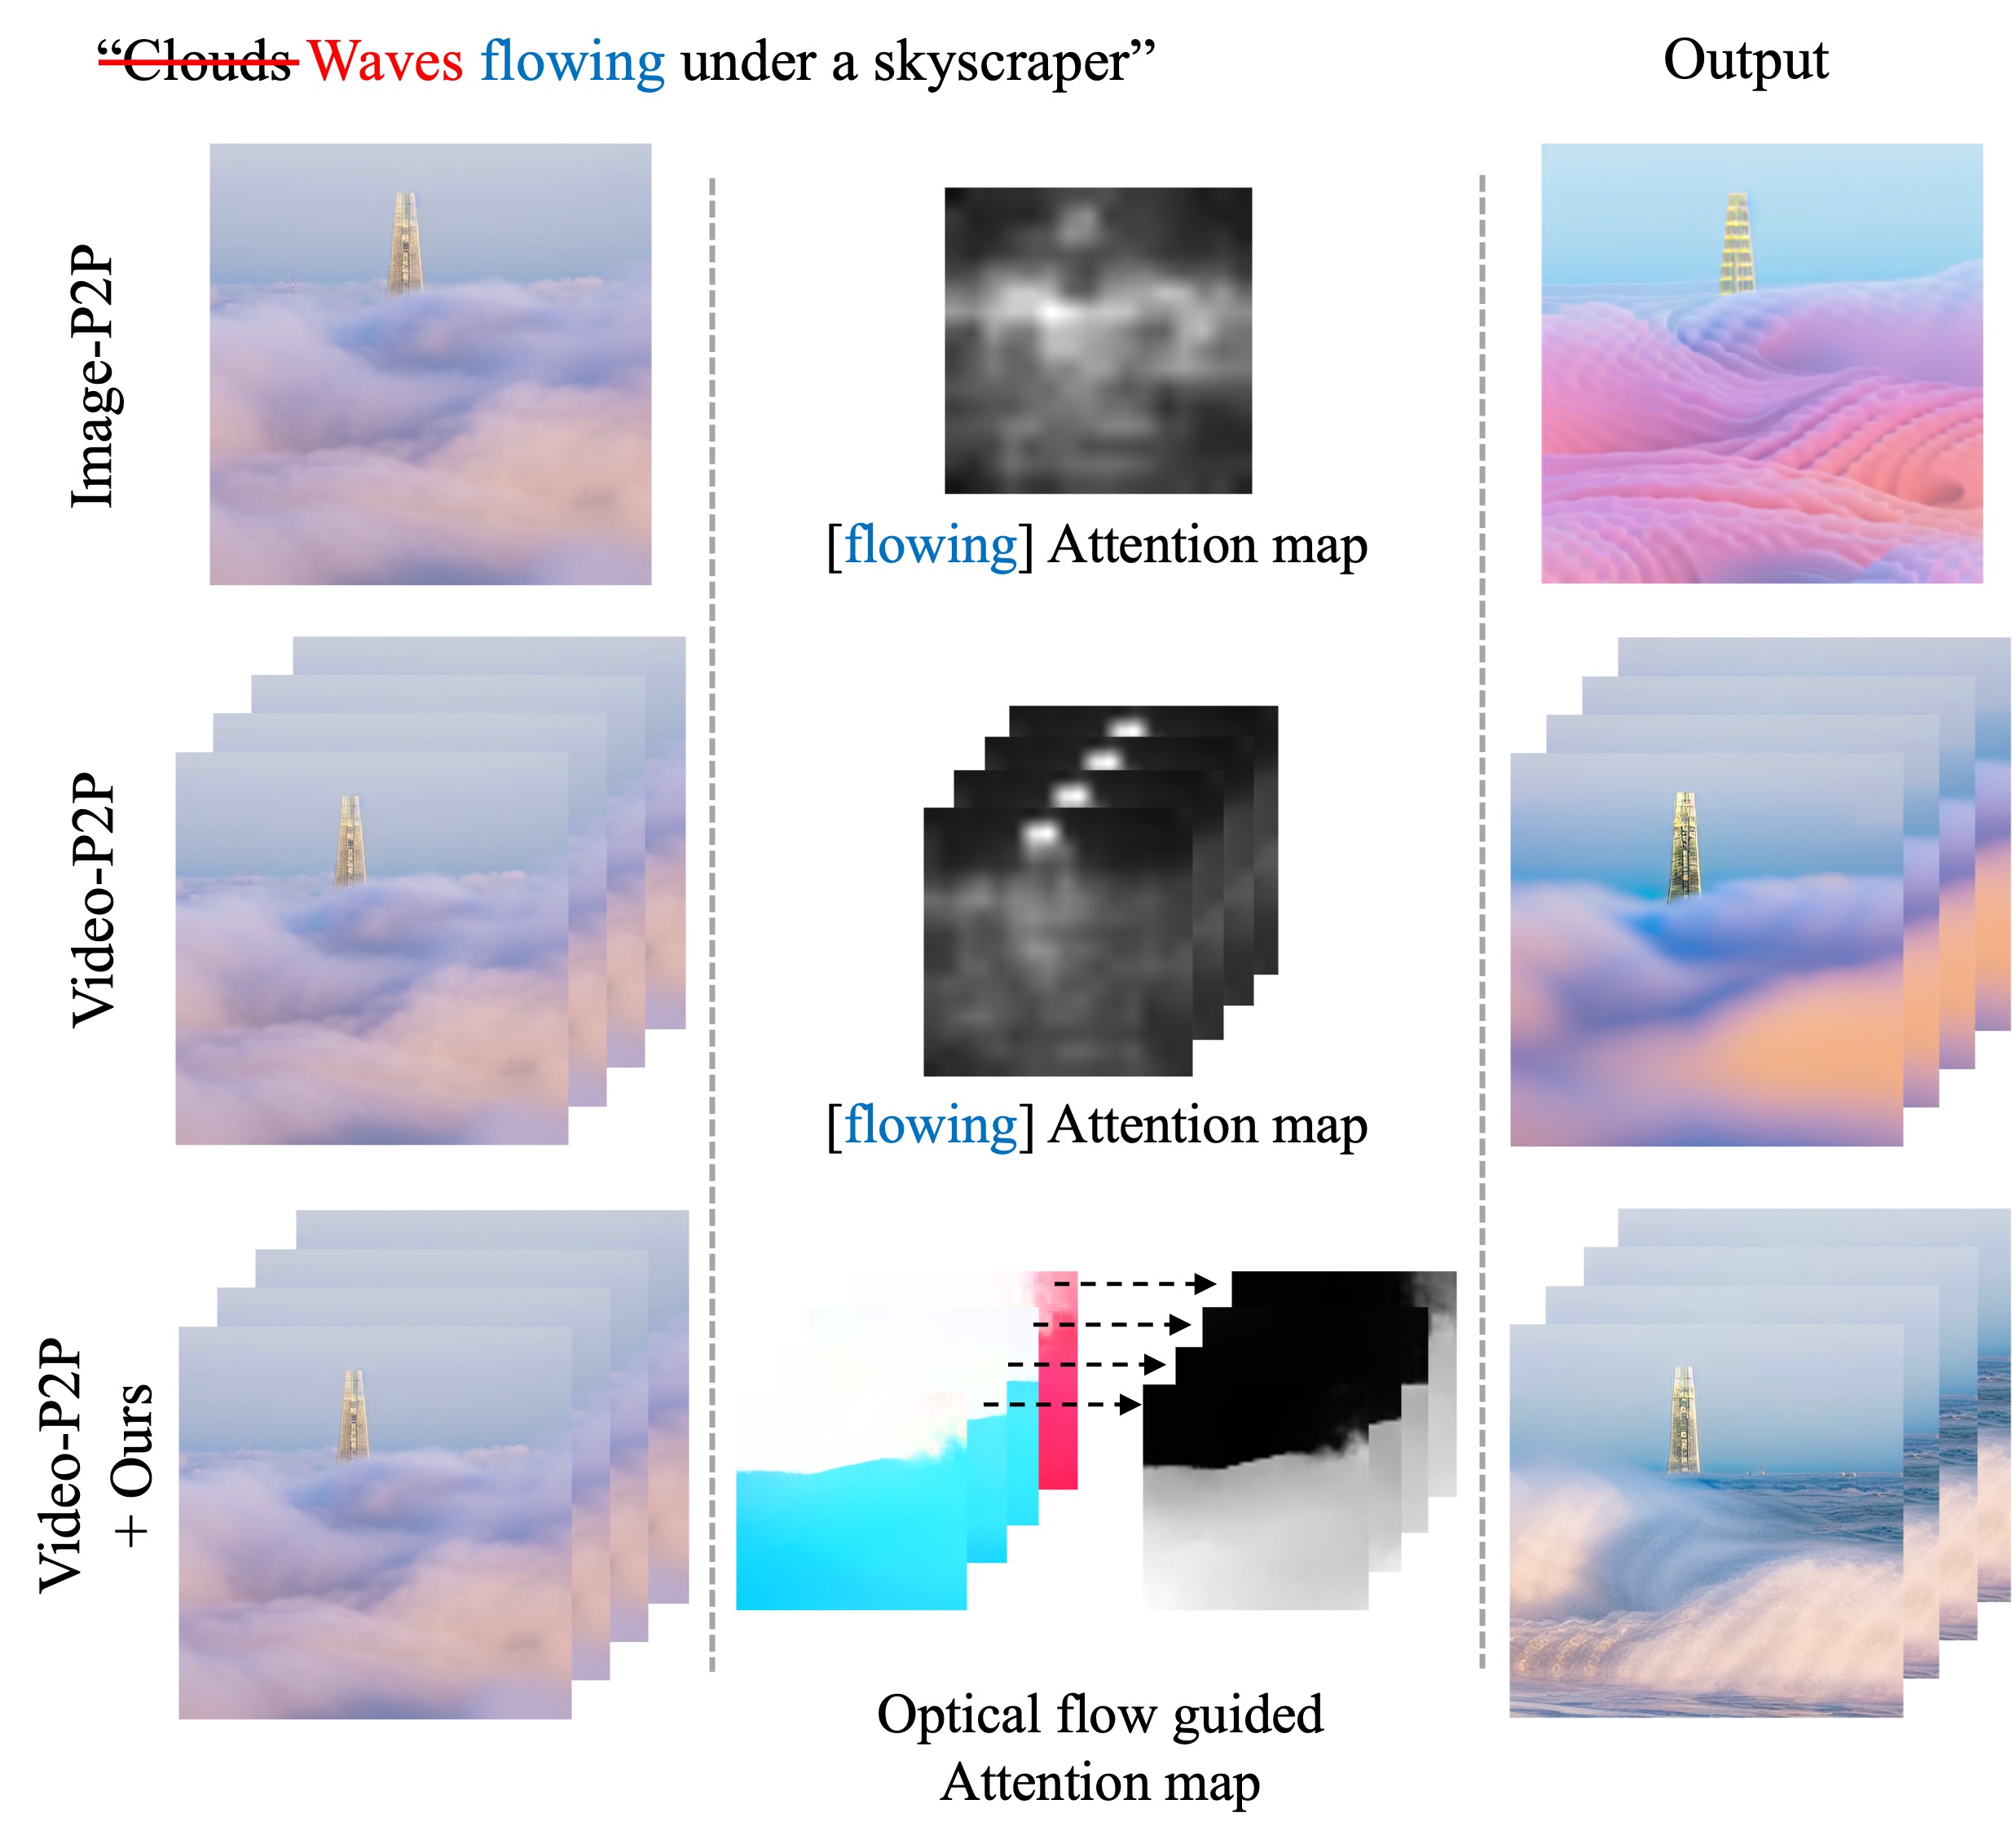 “Clouds Waves flowing under a skyscraper”
Output
Image-P2P
[flowing] Attention map
Video-P2P
[flowing] Attention map
Video-P2P
+ Ours
Optical flow guided
Attention map